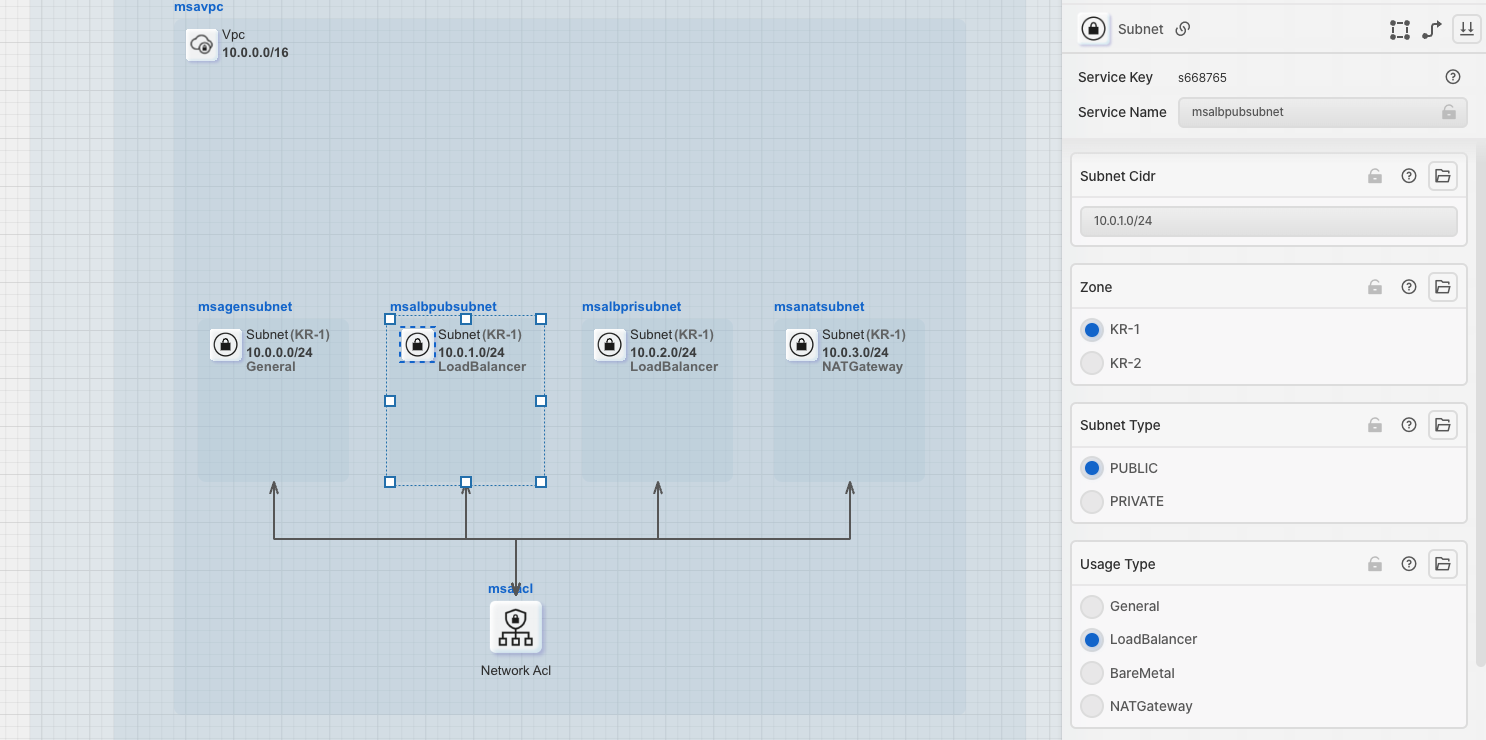 msavpc
Vpc
10.0.0.0/16
msagensubnet
Subnet (KR-1)
10.0.0.0/24
General
msalbpubsubnet
Subnet (KR-1)
10.0.1.0/24
LoadBalancer
msalbprisubnet
Subnet (KR-1)
10.0.2.0/24
LoadBalancer
msanatsubnet
Subnet (KR-1)
10.0.3.0/24
NATGateway
msaacl
Network Acl
Subnet
Service Key s668765
Service Name msalbpubsubnet
Subnet Cidr
10.0.1.0/24
Zone
KR-1
KR-2
Subnet Type
PUBLIC
PRIVATE
Usage Type
General
LoadBalancer
BareMetal
NATGateway